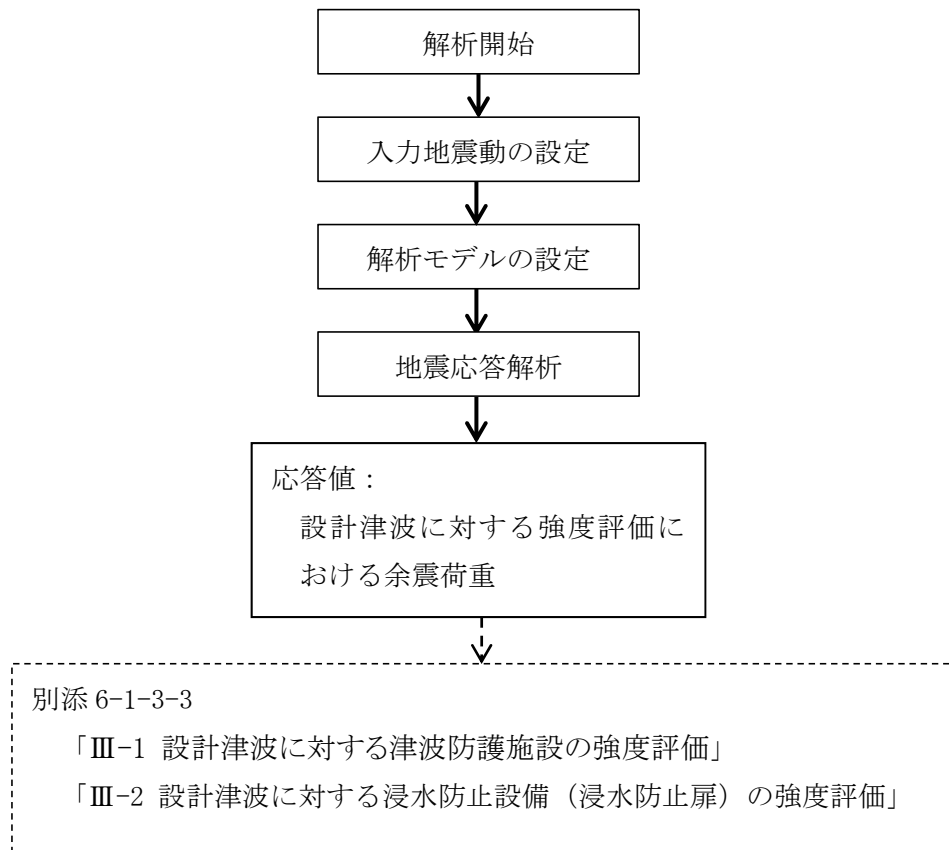 解析開始
入力地震動の設定
解析モデルの設定
地震応答解析
応答値：
設計津波に対する強度評価に
おける余震荷重
別添 6-1-3-3
「Ⅲ-1 設計津波に対する津波防護施設の強度評価」
「Ⅲ-2 設計津波に対する浸水防止設備（浸水防止扉）の強度評価」